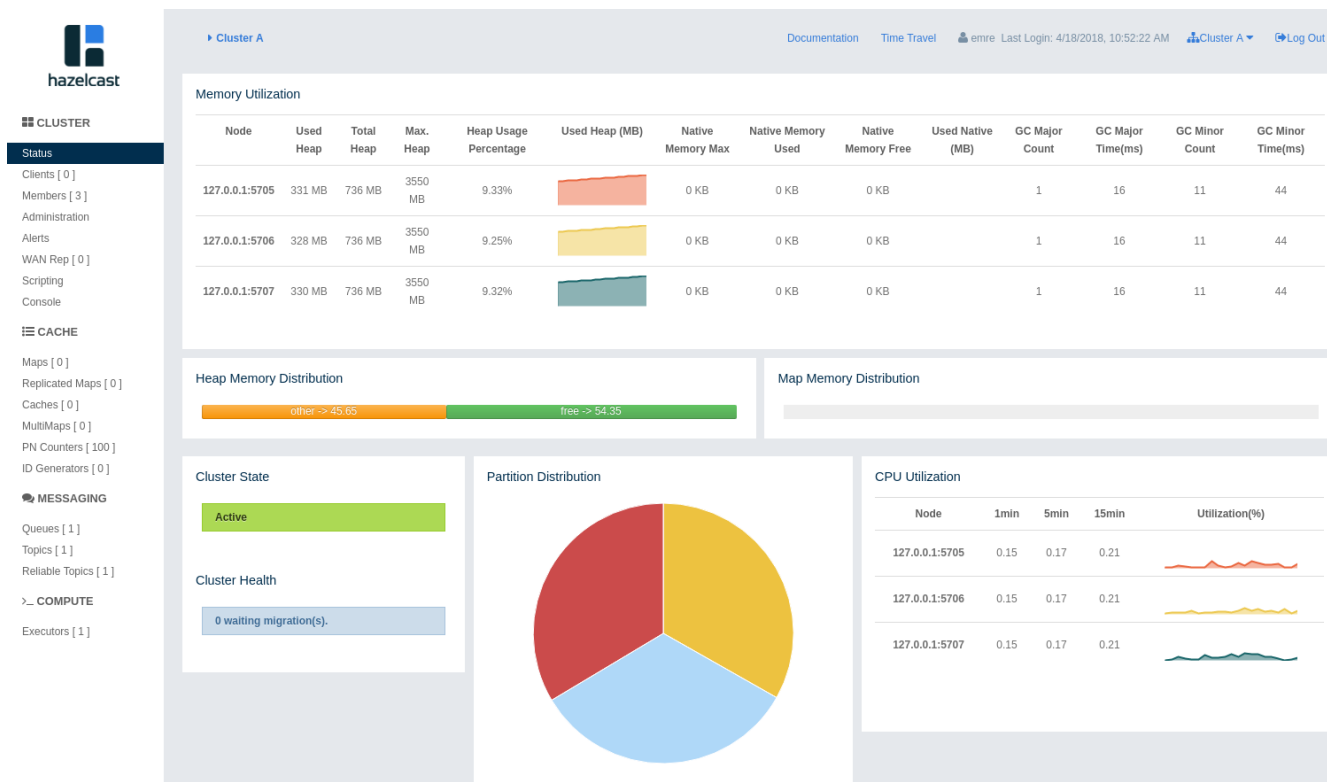 hazelcast
Cluster A
Documentation Time Travel emre Last Login: 4/18/2018, 10:52:22 AM Cluster A Log Out
CLUSTER
Status
Clients [ 0 ]
Members [ 3 ]
Administration
Alerts
WAN Rep [ 0 ]
Scripting
Console
CACHE
Maps [ 0 ]
Replicated Maps [ 0 ]
Caches [ 0 ]
MultiMaps [ 0 ]
PN Counters [ 100 ]
ID Generators [ 0 ]
MESSAGING
Queues [ 1 ]
Topics [ 1 ]
Reliable Topics [ 1 ]
COMPUTE
Executors [ 1 ]
Memory Utilization
Node Used Total Max. Heap Usage Used Heap (MB) Native Native Memory Native Used Native GC Major GC Major GC Minor GC Minor
Heap Heap Heap Percentage Memory Max Used Memory Free (MB) Count Time(ms) Count Time(ms)
127.0.0.1:5705 331 MB 736 MB 3550 MB 9.33% 0 KB 0 KB 0 KB 1 16 11 44
127.0.0.1:5706 328 MB 736 MB 3550 MB 9.25% 0 KB 0 KB 0 KB 1 16 11 44
127.0.0.1:5707 330 MB 736 MB 3550 MB 9.32% 0 KB 0 KB 0 KB 1 16 11 44
Heap Memory Distribution
other -> 45.65 free -> 54.35
Map Memory Distribution
Cluster State
Active
Cluster Health
0 waiting migration(s).
Partition Distribution
CPU Utilization
Node 1min 5min 15min Utilization(%)
127.0.0.1:5705 0.15 0.17 0.21
127.0.0.1:5706 0.15 0.17 0.21
127.0.0.1:5707 0.15 0.17 0.21